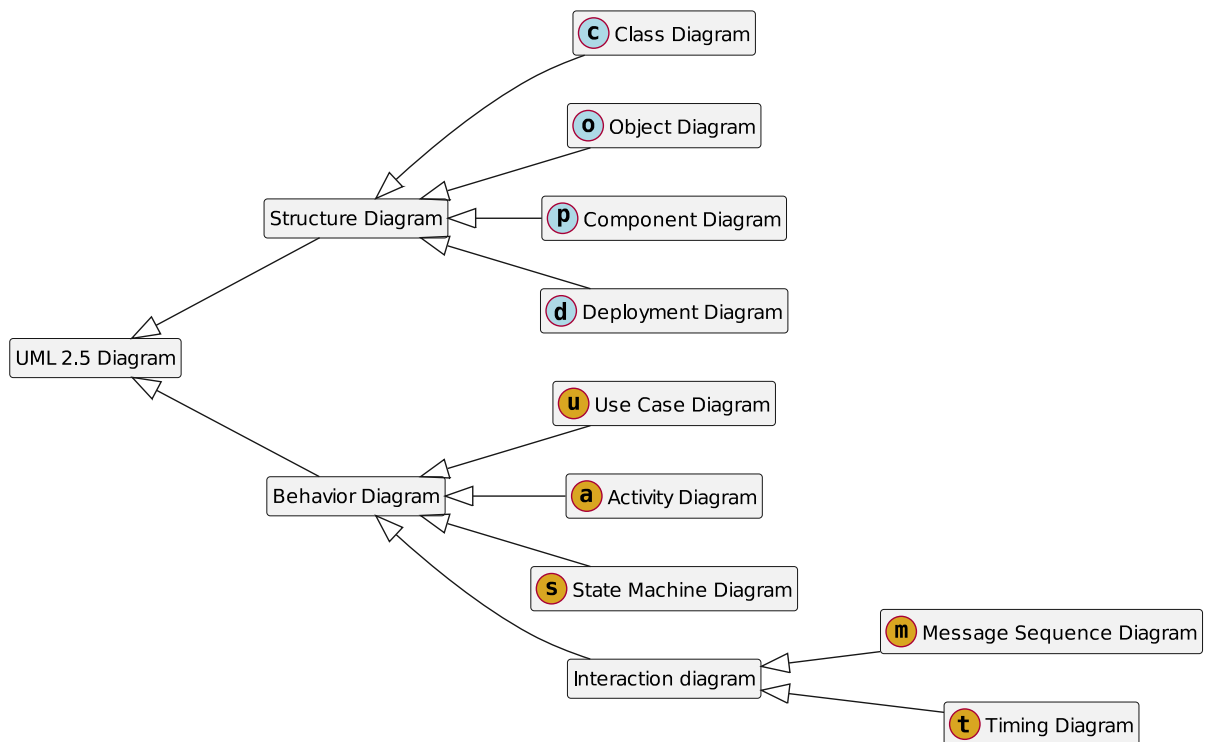 c Class Diagram
o Object Diagram
p Component Diagram
Structure Diagram
d Deployment Diagram
UML 2.5 Diagram
u Use Case Diagram
Behavior Diagram
a Activity Diagram
s State Machine Diagram
m Message Sequence Diagram
Interaction diagram
t Timing Diagram